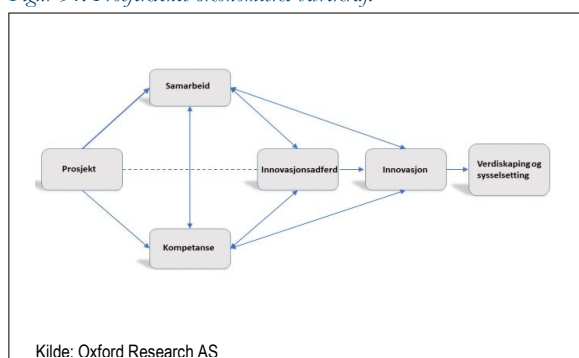 Samarbeid
Prosjekt
Innovasjonsadferd
Innovasjon
Verdiskaping og
sysselsetting
Kompetanse
Kilde: Oxford Research AS